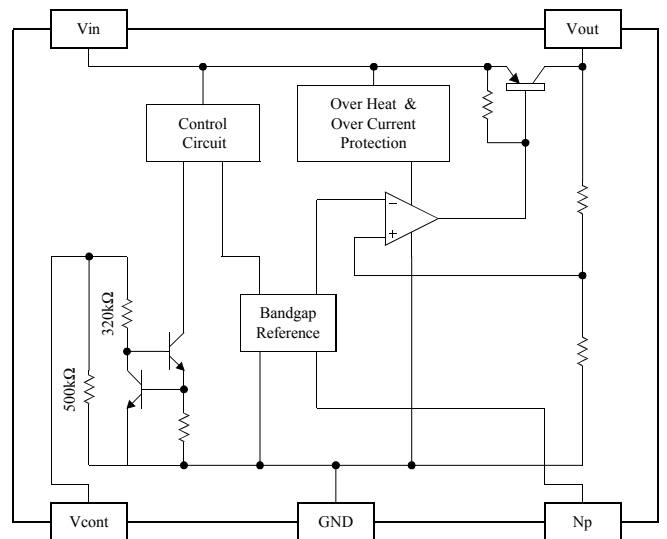 Vin
Vout
Control
Circuit
Over Heat &
Over Current
Protection
−
+
320kΩ
500kΩ
Bandgap
Reference
Vcont
GND
Np